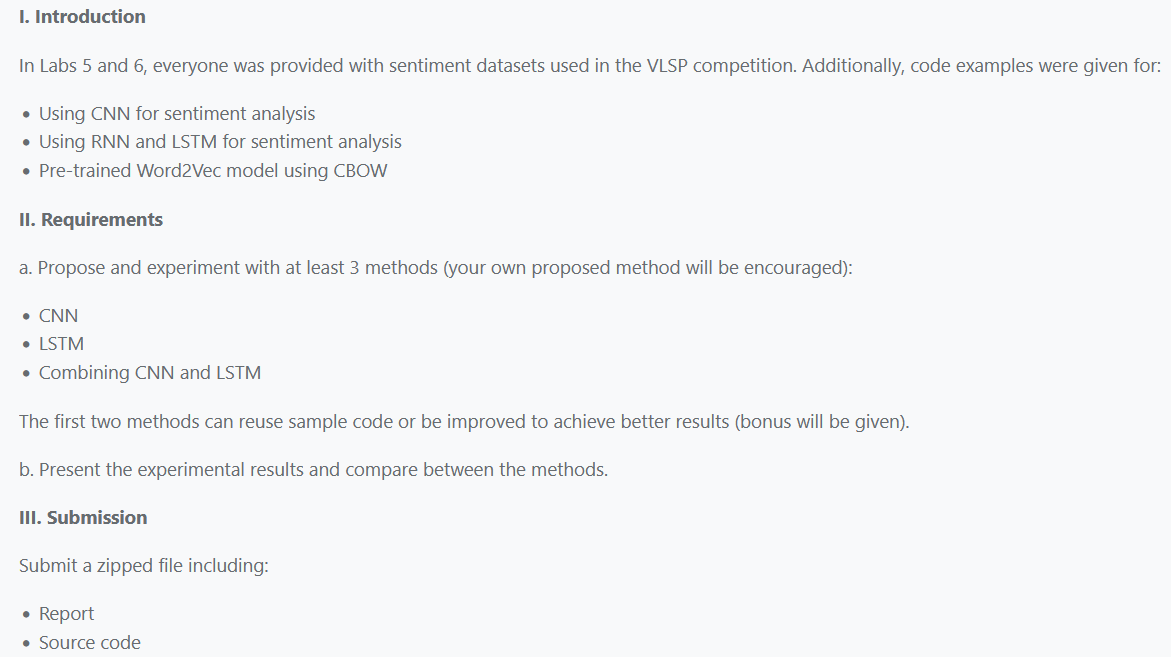 I. Introduction
In Labs 5 and 6, everyone was provided with sentiment datasets used in the VLSP competition. Additionally, code examples were given for:
• Using CNN for sentiment analysis
• Using RNN and LSTM for sentiment analysis
• Pre-trained Word2Vec model using CBOW
II. Requirements
a. Propose and experiment with at least 3 methods (your own proposed method will be encouraged):
• CNN
• LSTM
• Combining CNN and LSTM
The first two methods can reuse sample code or be improved to achieve better results (bonus will be given).
b. Present the experimental results and compare between the methods.
III. Submission
Submit a zipped file including:
• Report
• Source code